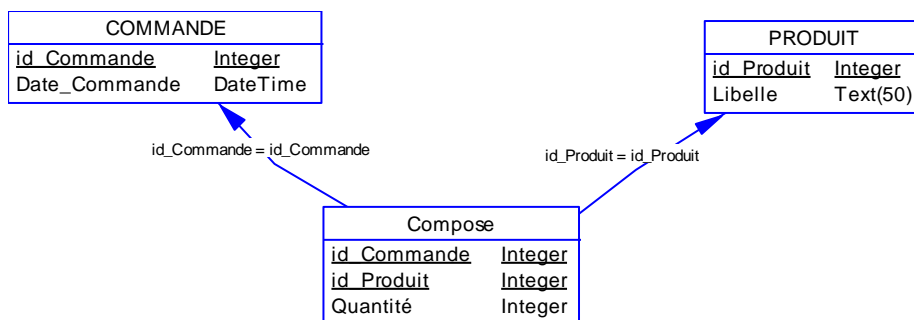 COMMANDE
id_Commande Integer
Date_Commande DateTime
PRODUIT
id_Produit Integer
Libelle Text(50)
id_Commande = id_Commande
id_Produit = id_Produit
Compose
id_Commande Integer
id_Produit Integer
Quantité Integer